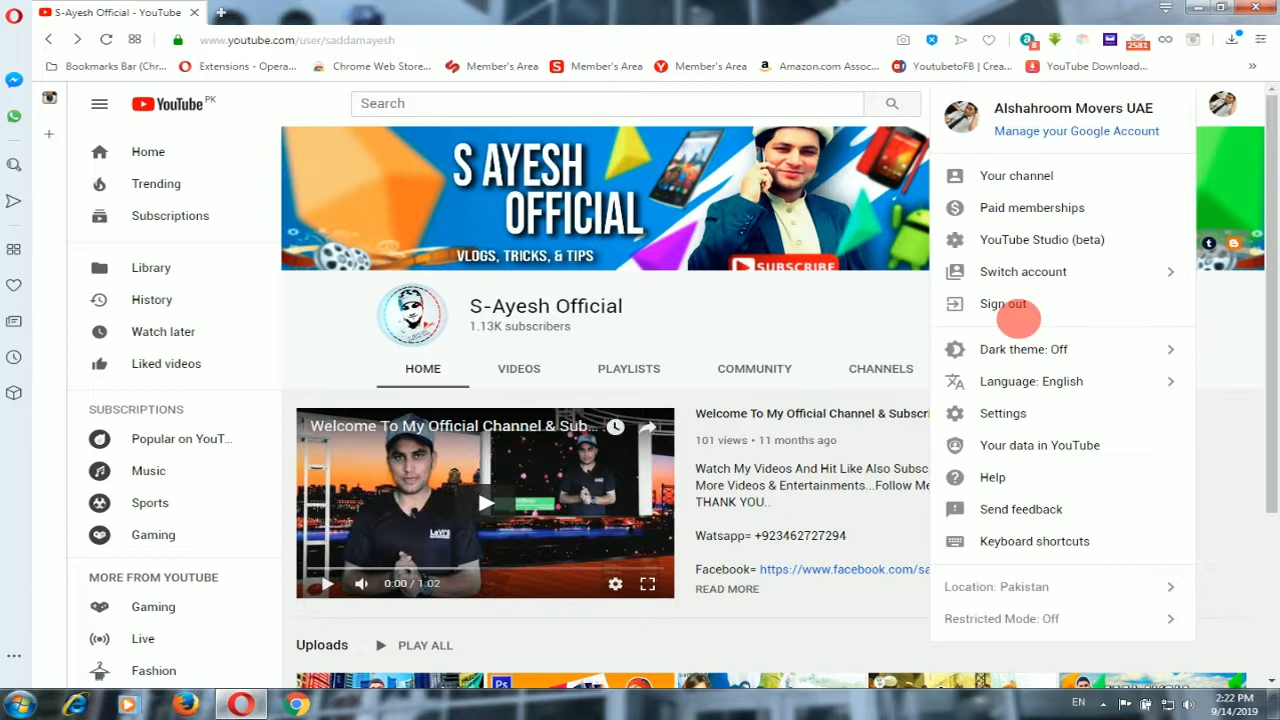 S-Ayesh Official - YouTube
www.youtube.com/user/saddamayesh
8
2581
Bookmarks Bar (Chr...
Extensions - Opera...
Chrome Web Store...
Member's Area
Member's Area
Member's Area
Amazon.com Assoc...
YoutubetoFB | Crea...
YouTube Download...
YouTube PK
Search
Home
Trending
Subscriptions
Library
History
Watch later
Liked videos
SUBSCRIPTIONS
Popular on YouT...
Music
Sports
Gaming
MORE FROM YOUTUBE
Gaming
Live
Fashion
S AYESH
OFFICIAL
VLOGS, TRICKS, & TIPS
SUBSCRIBE
S-Ayesh Official
1.13K subscribers
HOME
VIDEOS
PLAYLISTS
COMMUNITY
CHANNELS
Welcome To My Official Channel & Sub...
0:00 / 1:02
Welcome To My Official Channel & Subscri
101 views • 11 months ago
Watch My Videos And Hit Like Also Subsc
More Videos & Entertainments...Follow Me
THANK YOU..
Watsapp= +923462727294
Facebook= https://www.facebook.com/sa
READ MORE
Uploads
PLAY ALL
Ps
Alshahroom Movers UAE
Manage your Google Account
Your channel
Paid memberships
YouTube Studio (beta)
Switch account
Sign out
Dark theme: Off
Language: English
Settings
Your data in YouTube
Help
Send feedback
Keyboard shortcuts
Location: Pakistan
Restricted Mode: Off
EN
2:22 PM
9/14/2019